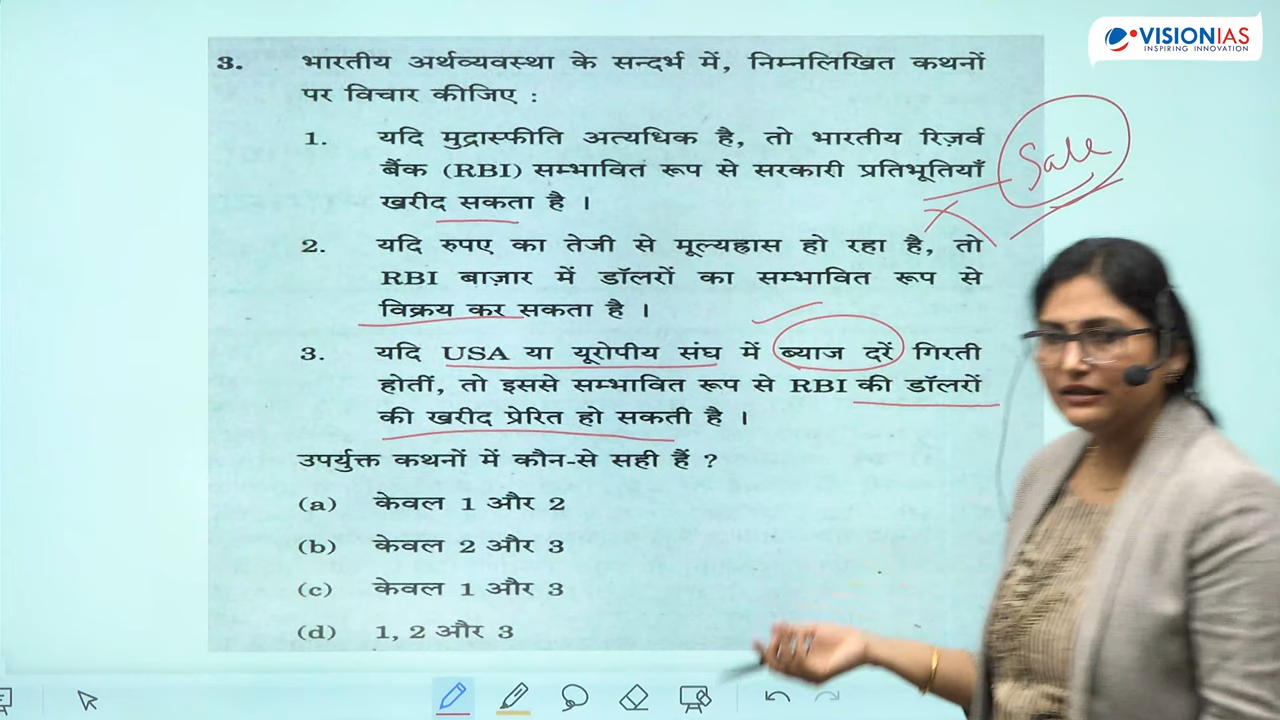 VISIONIAS
INSPIRING INNOVATION
3. भारतीय अर्थव्यवस्था के सन्दर्भ में, निम्नलिखित कथनों
पर विचार कीजिए :
1. यदि मुद्रास्फीति अत्यधिक है, तो भारतीय रिज़र्व
बैंक (RBI) सम्भावित रूप से सरकारी प्रतिभूतियाँ
खरीद सकता है ।
Sale
2. यदि रुपए का तेजी से मूल्यह्रास हो रहा है, तो
RBI बाज़ार में डॉलरों का सम्भावित रूप से
विक्रय कर सकता है ।
3. यदि USA या यूरोपीय संघ में ब्याज दरें गिरती
होतीं, तो इससे सम्भावित रूप से RBI की डॉलरों
की खरीद प्रेरित हो सकती है ।
उपर्युक्त कथनों में कौन-से सही हैं ?
(a) केवल 1 और 2
(b) केवल 2 और 3
(c) केवल 1 और 3
(d) 1, 2 और 3